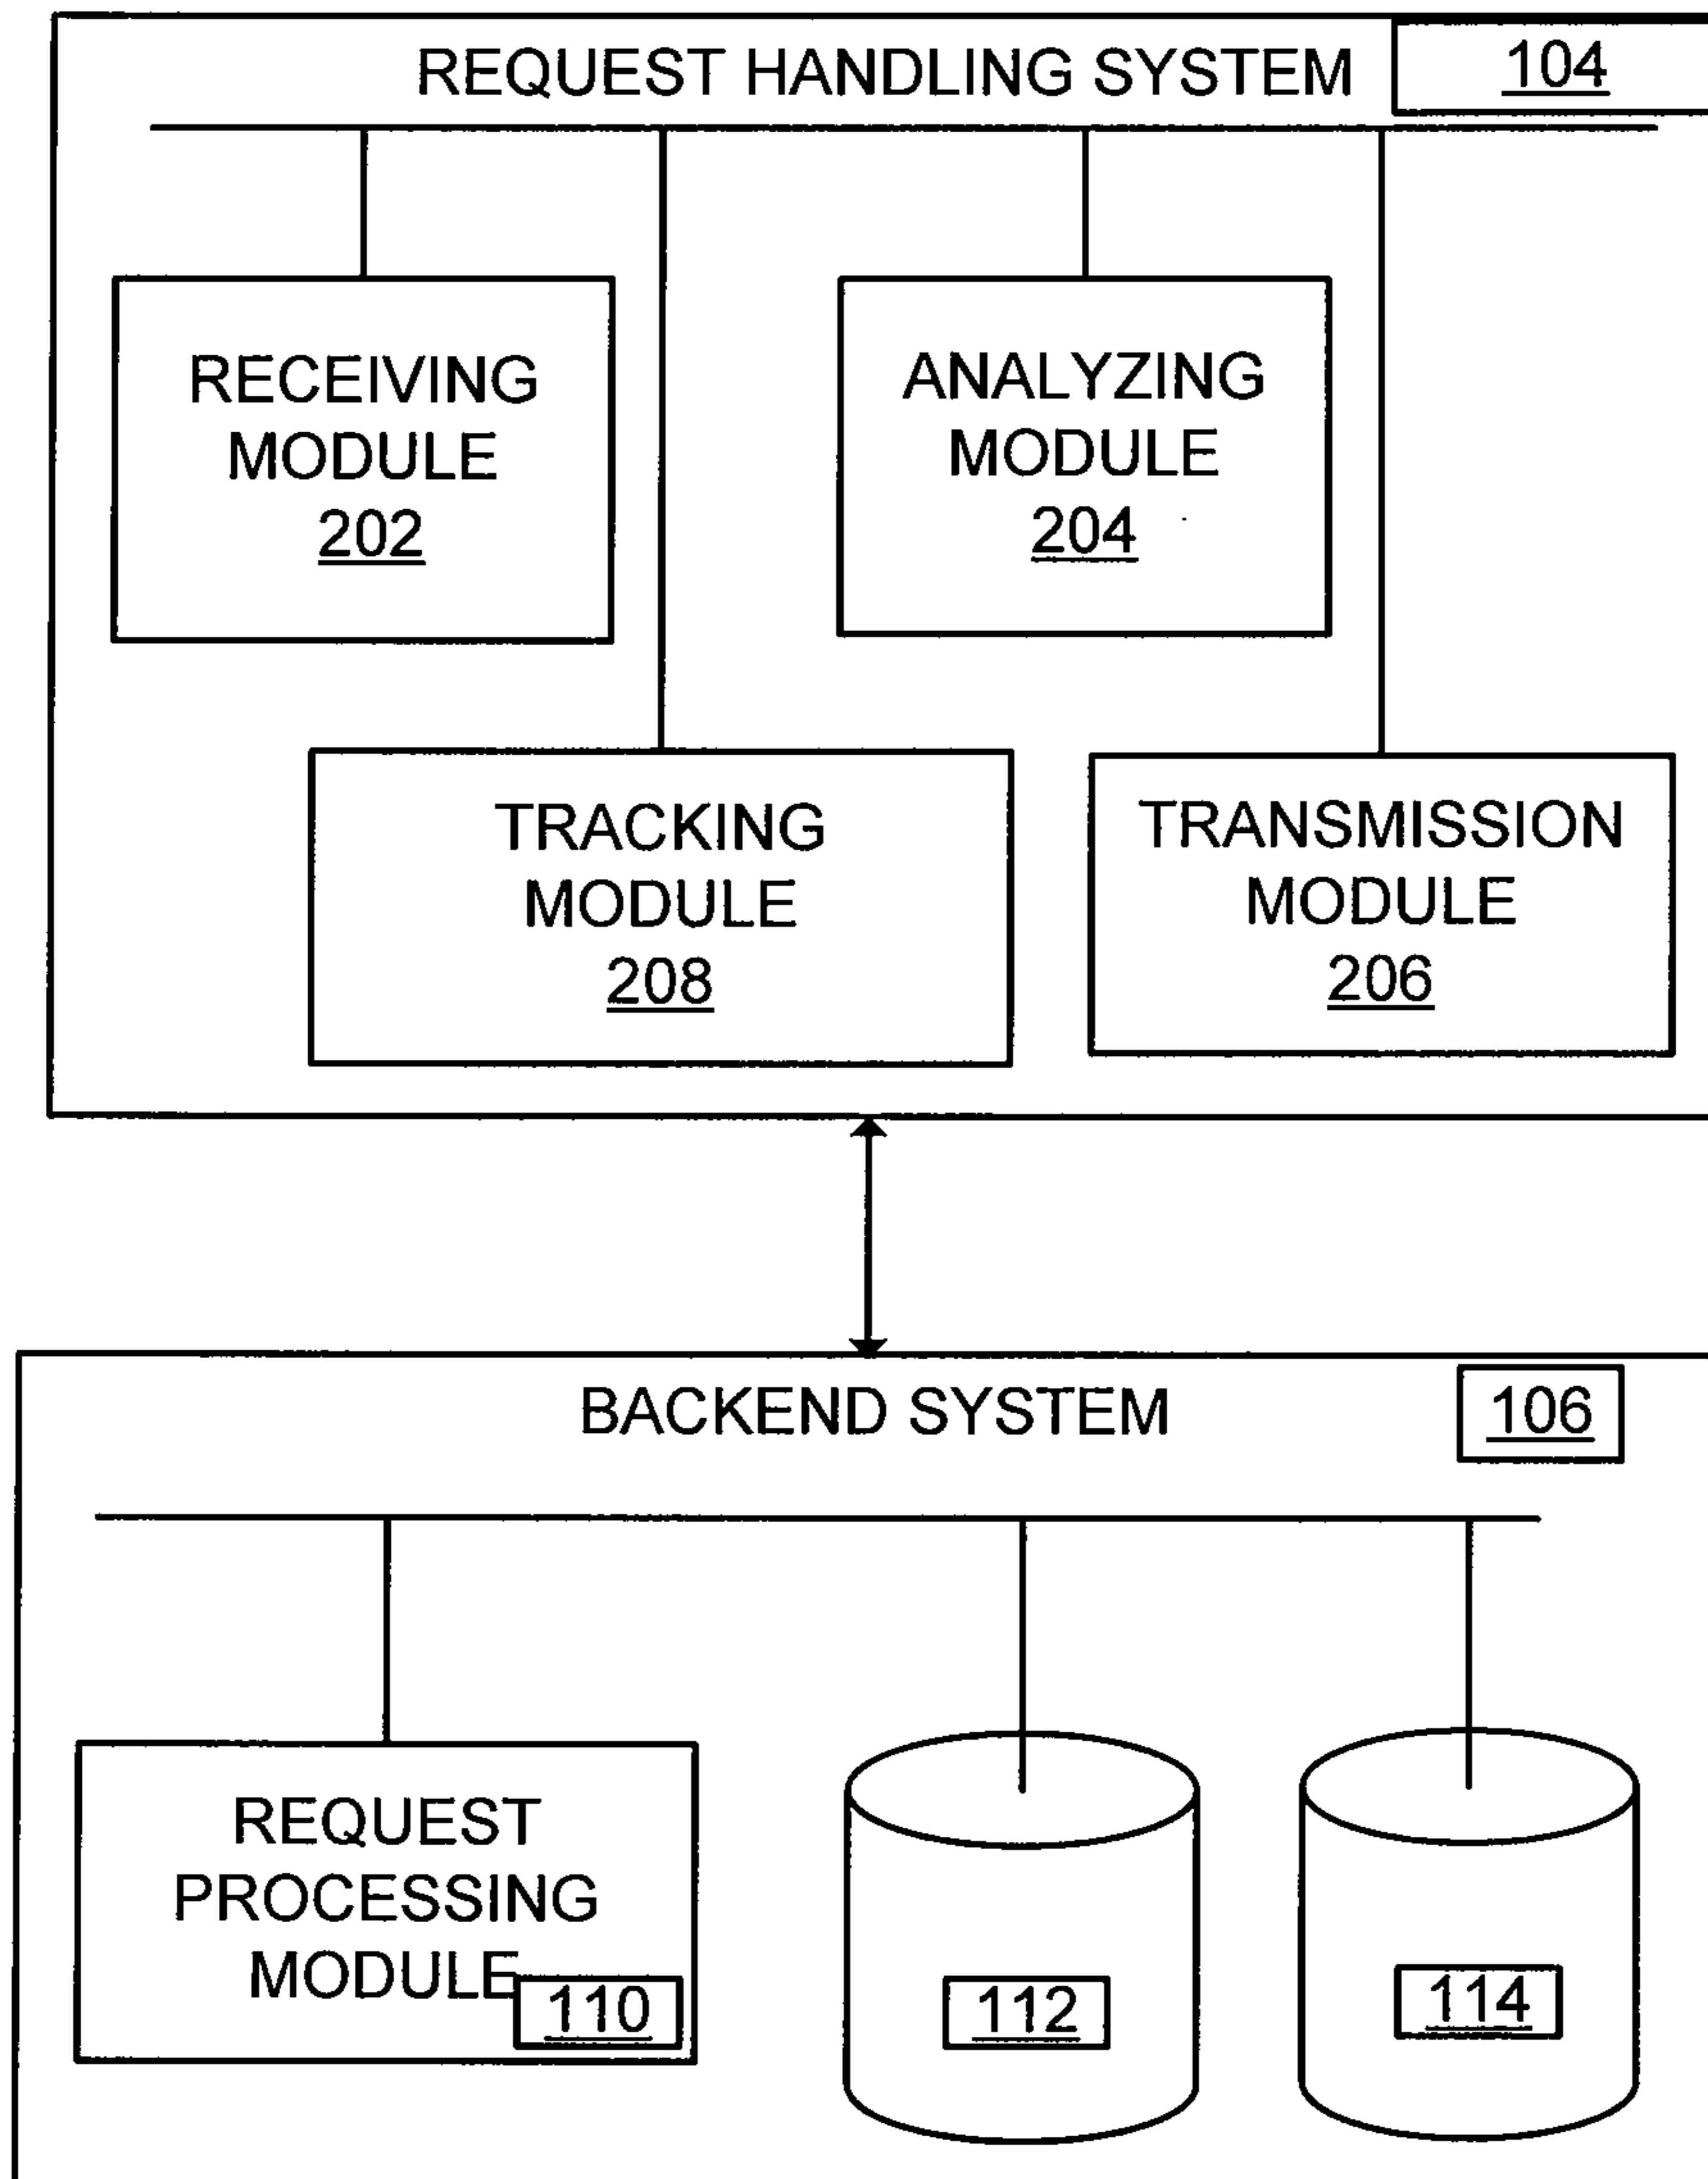 REQUEST HANDLING SYSTEM 104
RECEIVING
MODULE
202
ANALYZING
MODULE
204
TRACKING
MODULE
208
TRANSMISSION
MODULE
206
BACKEND SYSTEM 106
REQUEST
PROCESSING
MODULE 110
112
114